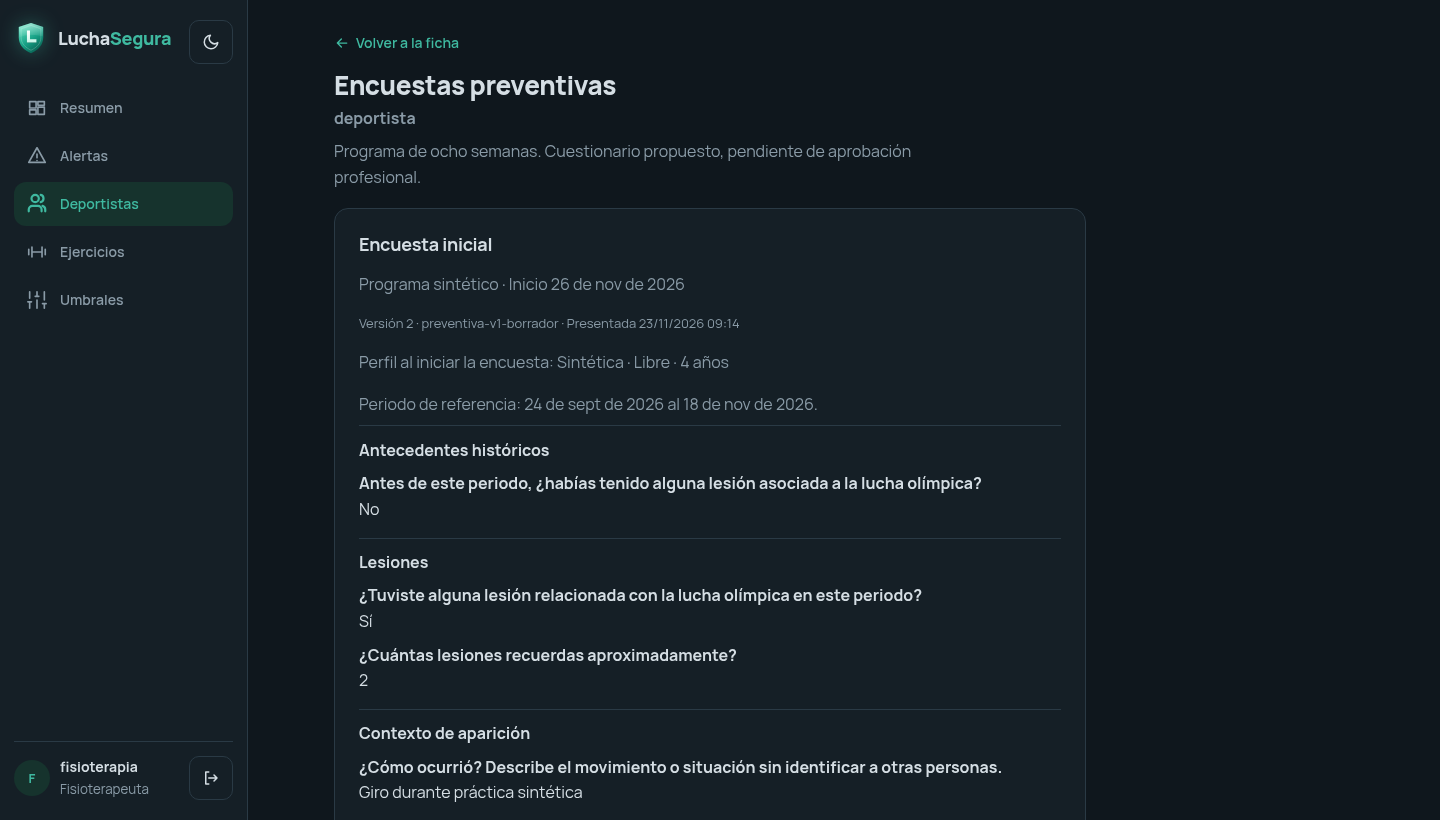 LuchaSegura
Resumen
Alertas
Deportistas
Ejercicios
Umbrales
F
fisioterapia
Fisioterapeuta
← Volver a la ficha
Encuestas preventivas
deportista
Programa de ocho semanas. Cuestionario propuesto, pendiente de aprobación
profesional.
Encuesta inicial
Programa sintético · Inicio 26 de nov de 2026
Versión 2 · preventiva-v1-borrador · Presentada 23/11/2026 09:14
Perfil al iniciar la encuesta: Sintética · Libre · 4 años
Periodo de referencia: 24 de sept de 2026 al 18 de nov de 2026.
Antecedentes históricos
Antes de este periodo, ¿habías tenido alguna lesión asociada a la lucha olímpica?
No
Lesiones
¿Tuviste alguna lesión relacionada con la lucha olímpica en este periodo?
Sí
¿Cuántas lesiones recuerdas aproximadamente?
2
Contexto de aparición
¿Cómo ocurrió? Describe el movimiento o situación sin identificar a otras personas.
Giro durante práctica sintética